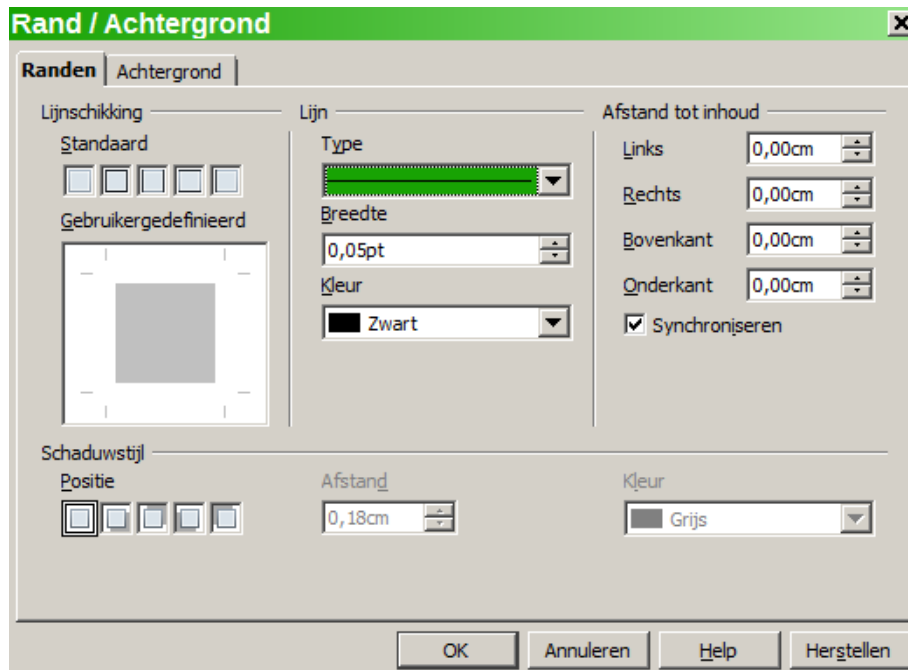 Rand / Achtergrond
Randen Achtergrond
Lijnschikking Lijn Afstand tot inhoud
Standaard Type Links 0,00cm
Rechts 0,00cm
Gebruikergedefinieerd Breedte
0,05pt Bovenkant 0,00cm
Kleur Onderkant 0,00cm
Zwart Synchroniseren
Schaduwstijl
Positie Afstand Kleur
0,18cm Grijs
OK Annuleren Help Herstellen